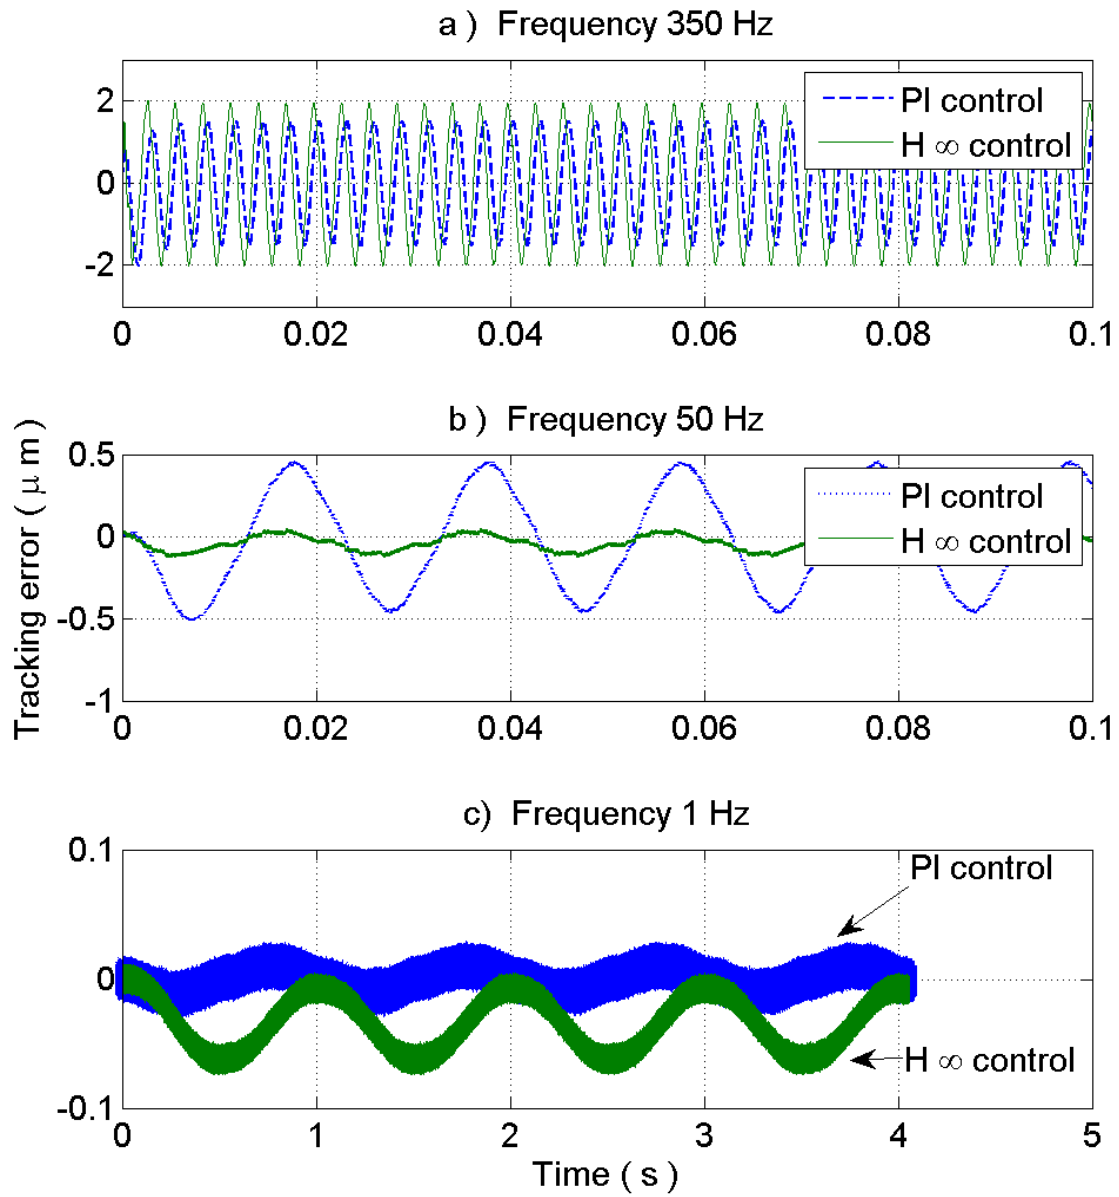 a ) Frequency 350 Hz
2
0
-2
PI control
H ∞ control
0 0.02 0.04 0.06 0.08 0.1
b ) Frequency 50 Hz
Tracking error ( μ m )
0.5
0
-0.5
-1
PI control
H ∞ control
0 0.02 0.04 0.06 0.08 0.1
c) Frequency 1 Hz
0.1
0
-0.1
PI control
H ∞ control
0 1 2 3 4 5
Time ( s )